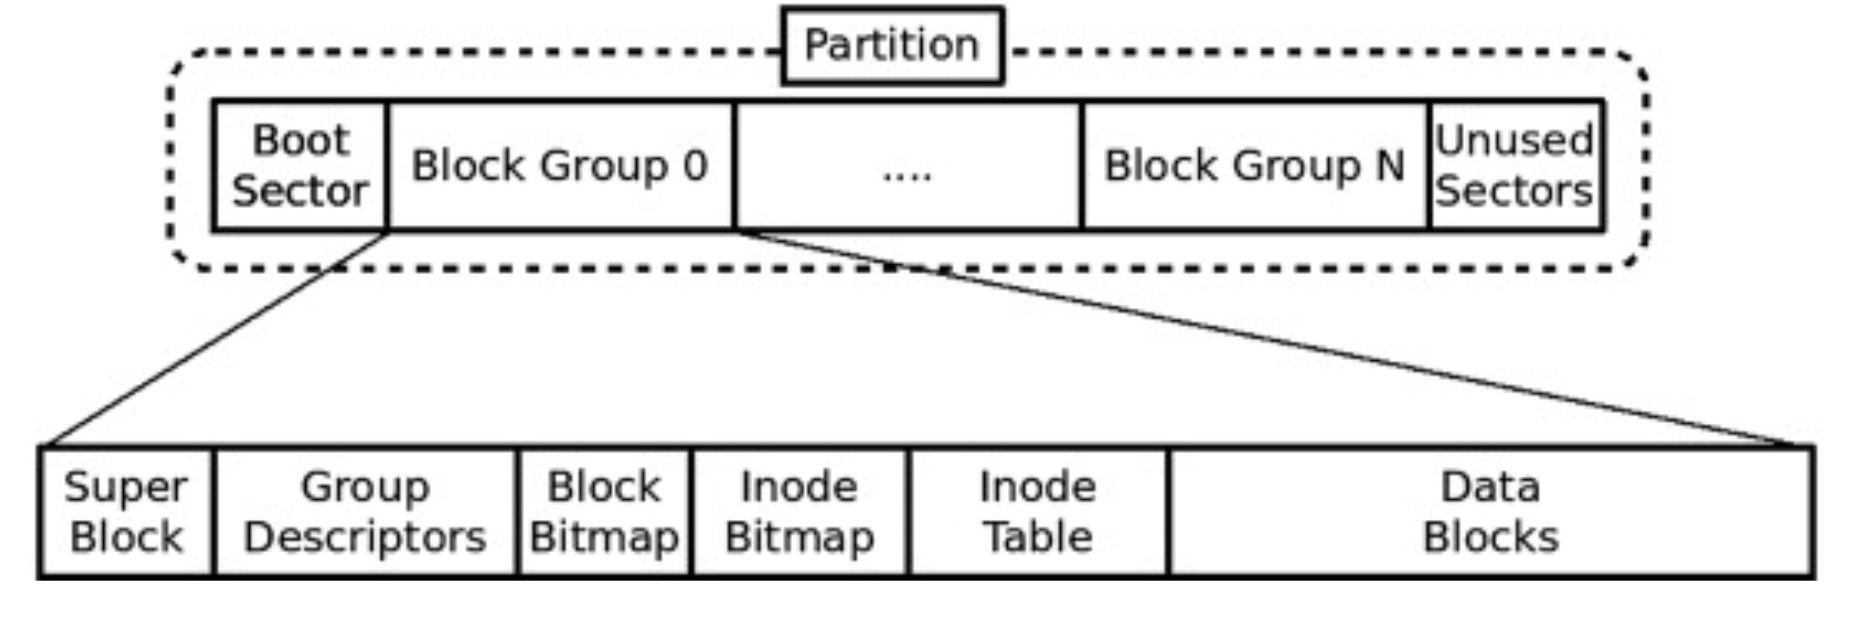 Partition
Boot
Sector
Block Group 0
....
Block Group N
Unused
Sectors
Super
Block
Group
Descriptors
Block
Bitmap
Inode
Bitmap
Inode
Table
Data
Blocks